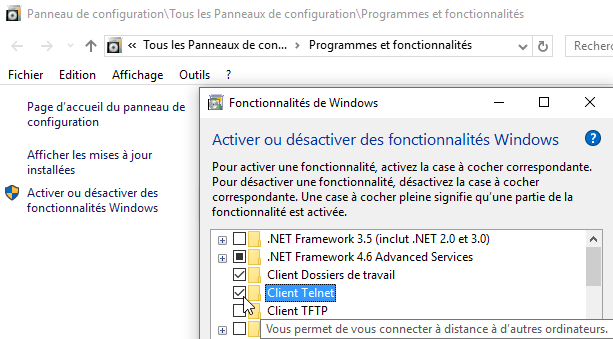 Panneau de configuration\Tous les Panneaux de configuration\Programmes et fonctionnalités
« Tous les Panneaux de con... > Programmes et fonctionnalités
Recherc
Fichier Edition Affichage Outils ?
Page d'accueil du panneau de
configuration
Afficher les mises à jour
installées
Activer ou désactiver des
fonctionnalités Windows
Fonctionnalités de Windows
Activer ou désactiver des fonctionnalités Windows
Pour activer une fonctionnalité, activez la case à cocher correspondante.
Pour désactiver une fonctionnalité, désactivez la case à cocher
correspondante. Une case à cocher pleine signifie qu'une partie de la
fonctionnalité est activée.
.NET Framework 3.5 (inclut .NET 2.0 et 3.0)
.NET Framework 4.6 Advanced Services
Client Dossiers de travail
Client Telnet
Client TFTP
Vous permet de vous connecter à distance à d'autres ordinateurs.